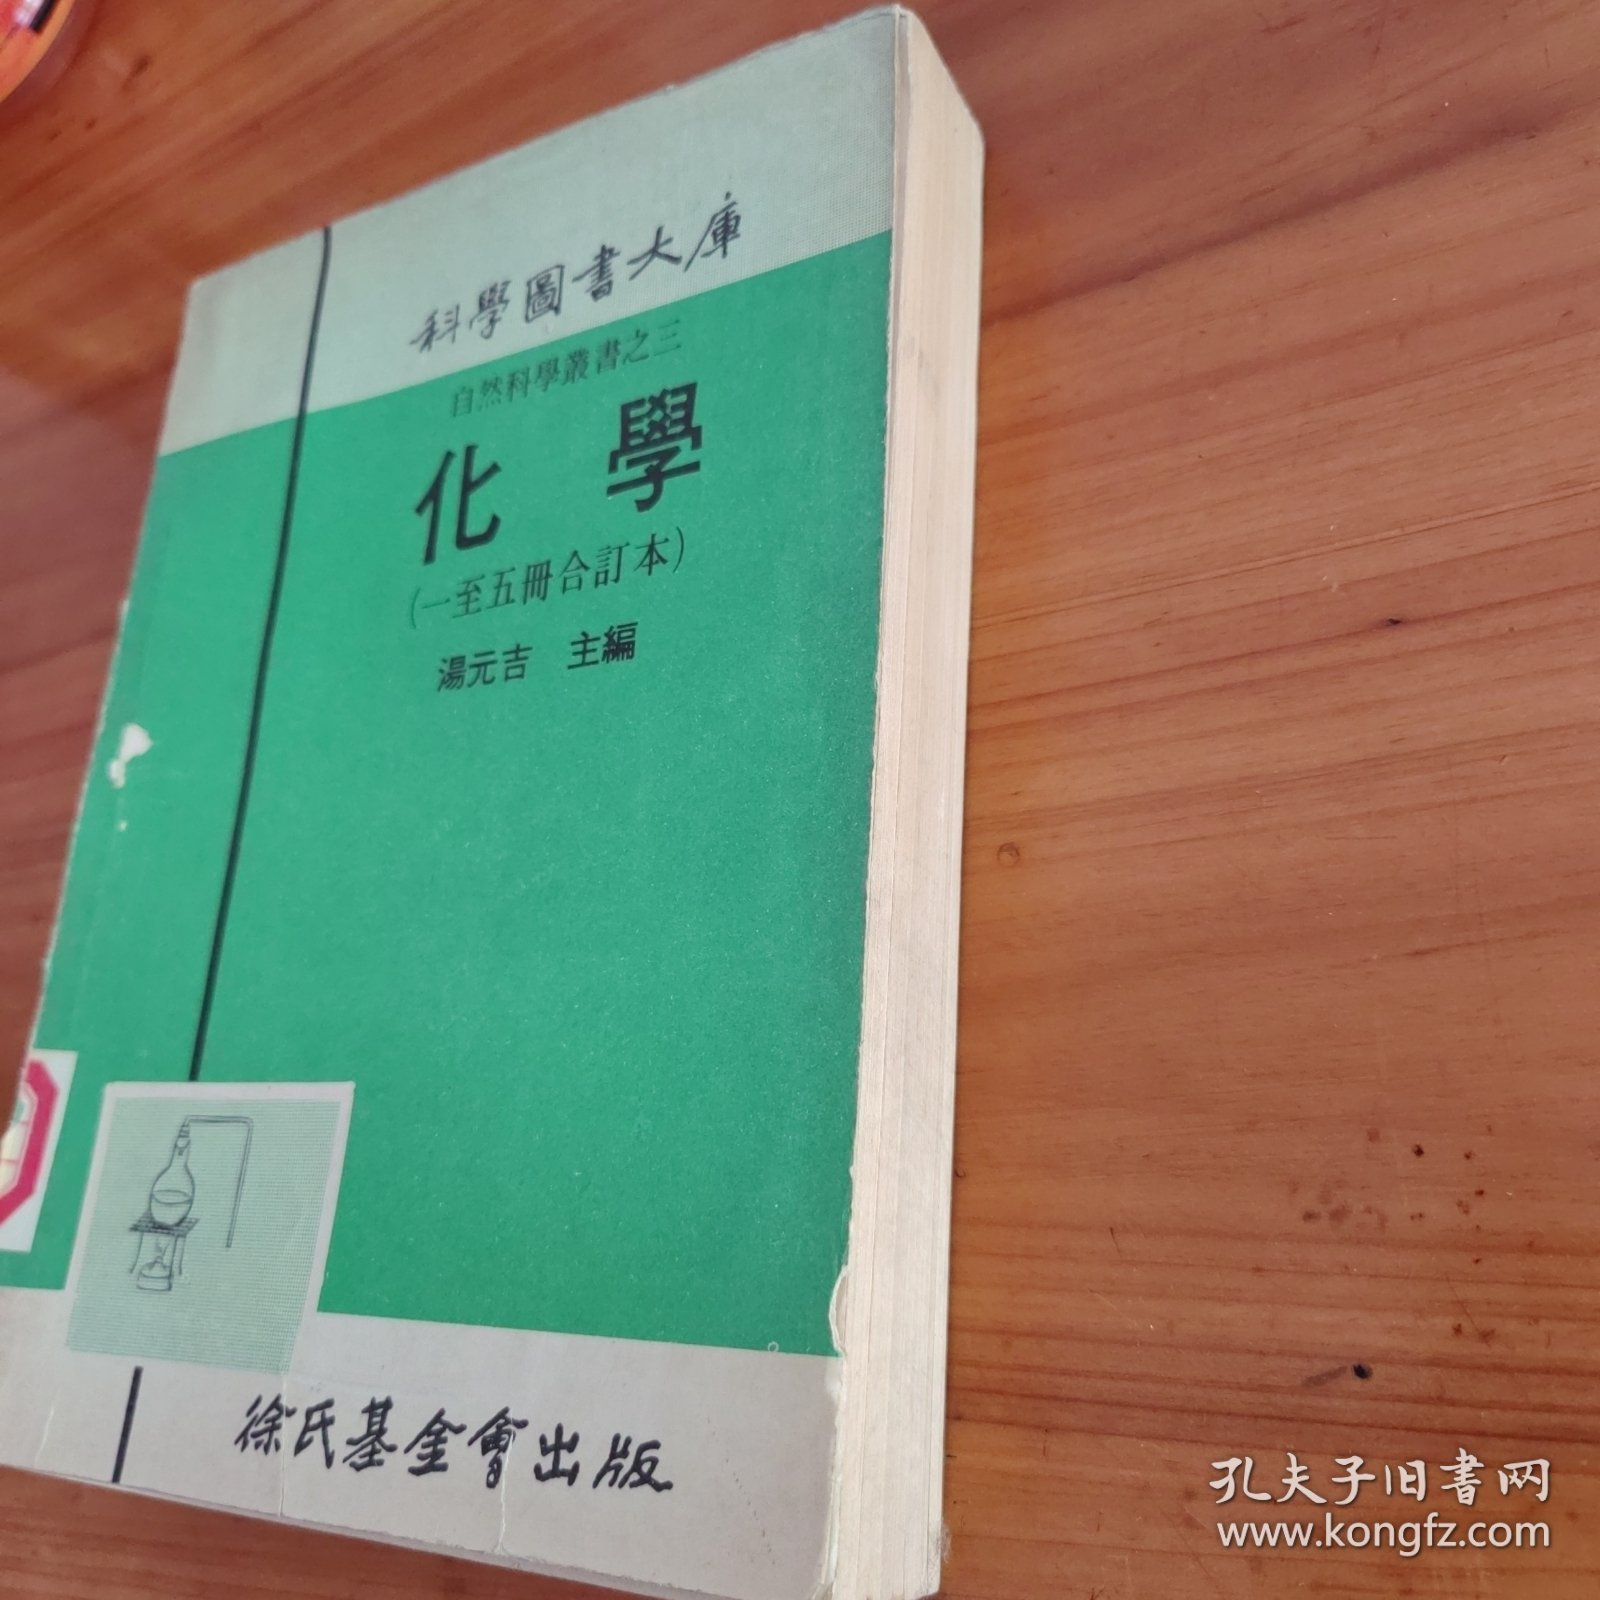 科學圖書大庫
自然科學叢書之三
化 學
(一至五冊合訂本)
湯元吉 主編
徐氏基金會出版
孔夫子旧书网
www.kongfz.com